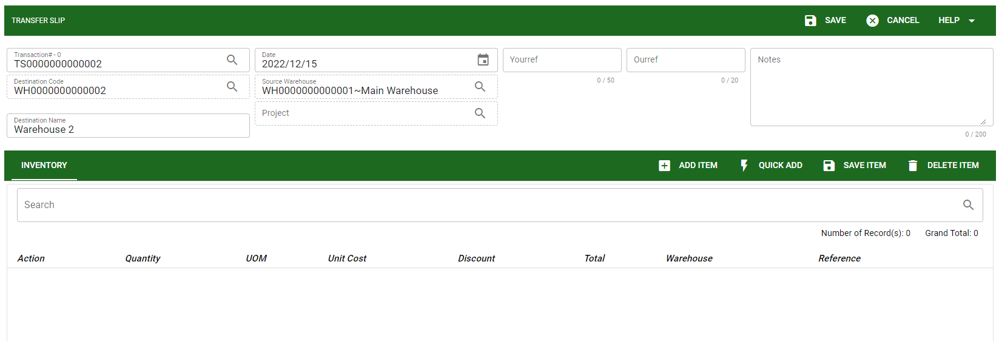 TRANSFER SLIP SAVE CANCEL HELP
Transaction# - 0
TS0000000000002
Date
2022/12/15
Yourref
0 / 50
Ourref
0 / 20
Notes
0 / 200
Destination Code
WH0000000000002
Source Warehouse
WH0000000000001~Main Warehouse
Project
Destination Name
Warehouse 2
INVENTORY ADD ITEM QUICK ADD SAVE ITEM DELETE ITEM
Search
Number of Record(s): 0 Grand Total: 0
Action Quantity UOM Unit Cost Discount Total Warehouse Reference